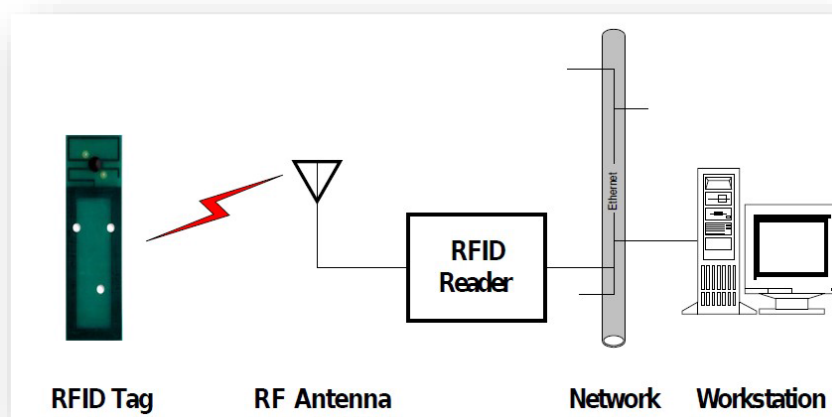 Ethernet
RFID
Reader
RFID Tag
RF Antenna
Network
Workstation